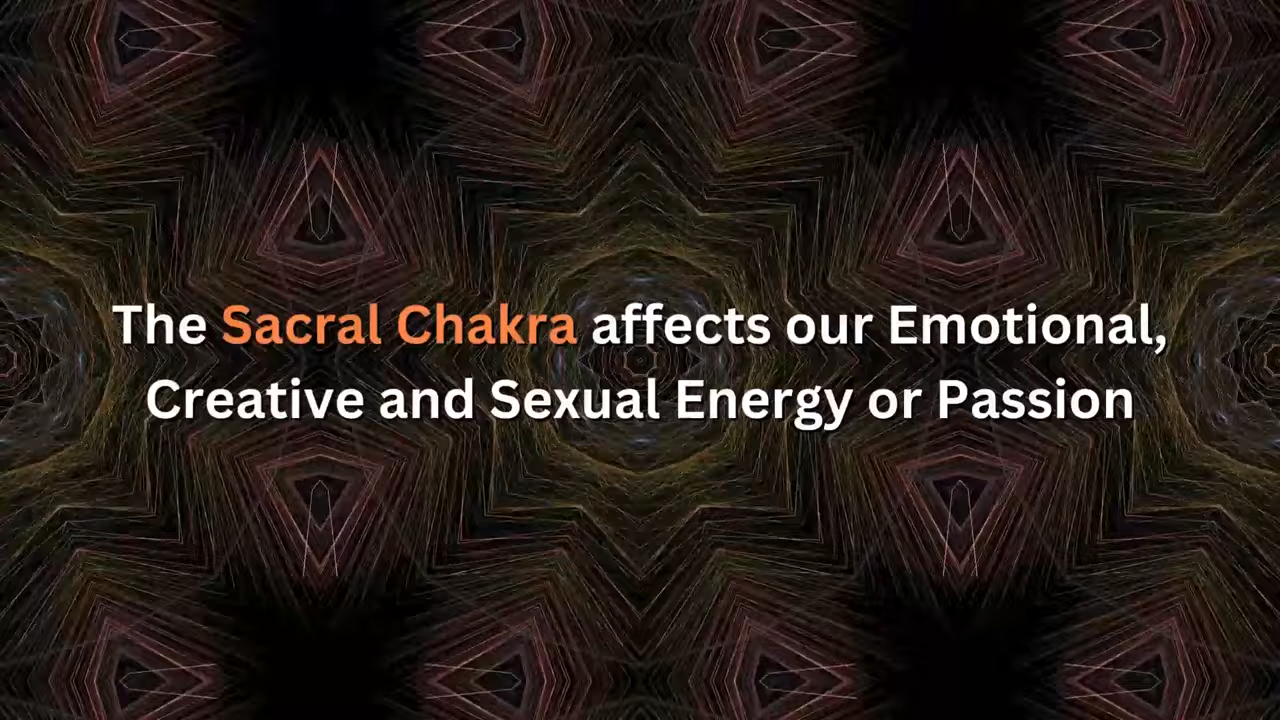 The Sacral Chakra affects our Emotional,
Creative and Sexual Energy or Passion